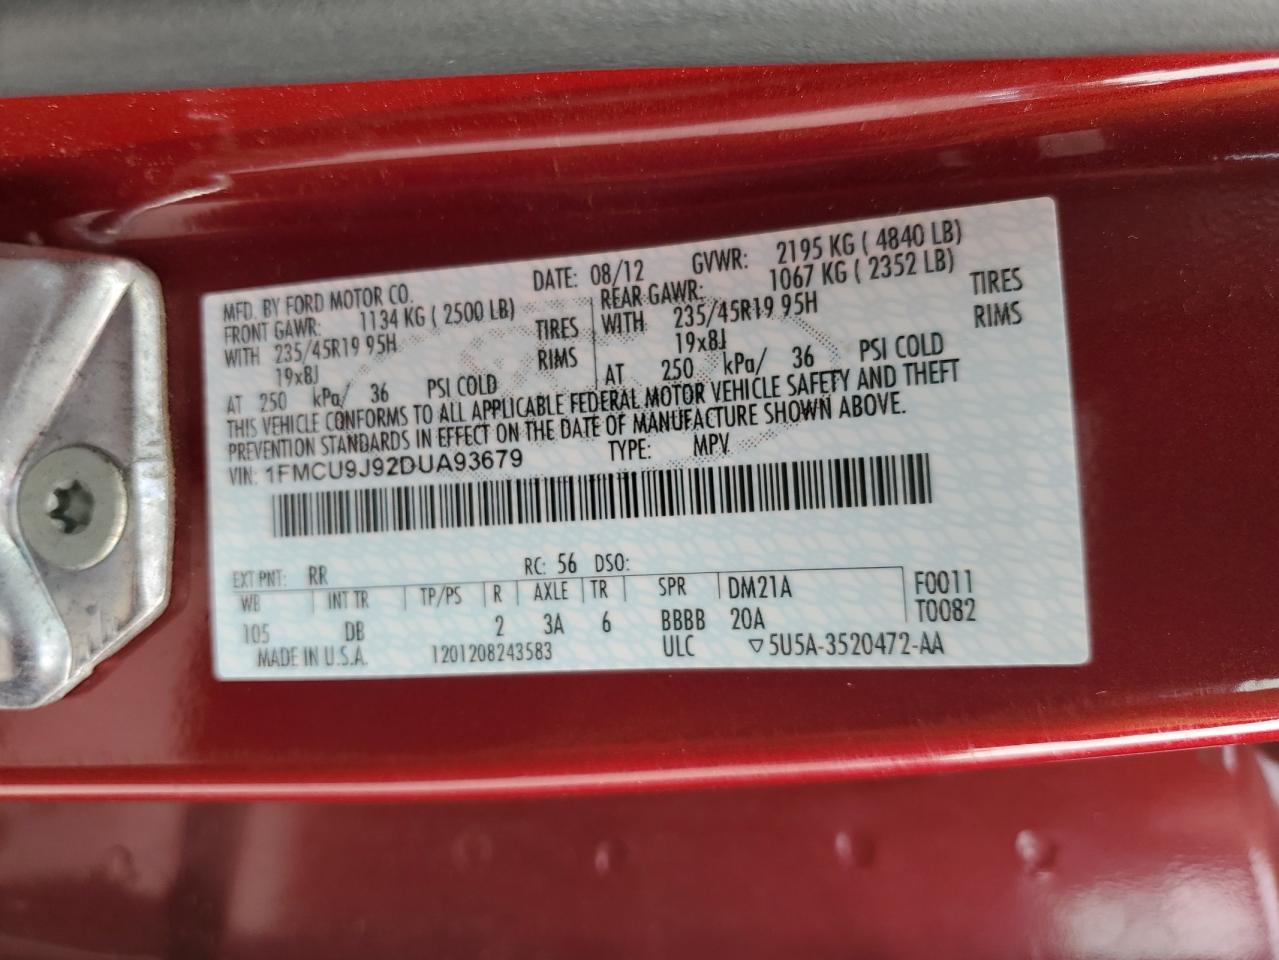 MFD. BY FORD MOTOR CO. DATE: 08/12 GVWR: 2195 KG ( 4840 LB)
FRONT GAWR: 1134 KG ( 2500 LB) REAR GAWR: 1067 KG ( 2352 LB)
WITH 235/45R19 95H TIRES WITH 235/45R19 95H TIRES
19x8J RIMS 19x8J RIMS
AT 250 kPa/ 36 PSI COLD AT 250 kPa/ 36 PSI COLD
THIS VEHICLE CONFORMS TO ALL APPLICABLE FEDERAL MOTOR VEHICLE SAFETY AND THEFT
PREVENTION STANDARDS IN EFFECT ON THE DATE OF MANUFACTURE SHOWN ABOVE.
VIN: 1FMCU9J92DUA93679 TYPE: MPV
EXT PNT: RR RC: 56 DSO:
WB INT TR TP/PS R AXLE TR SPR DM21A F0011
105 DB 2 3A 6 BBBB 20A T0082
MADE IN U.S.A. 1201208243583 ULC ▽5U5A-3520472-AA